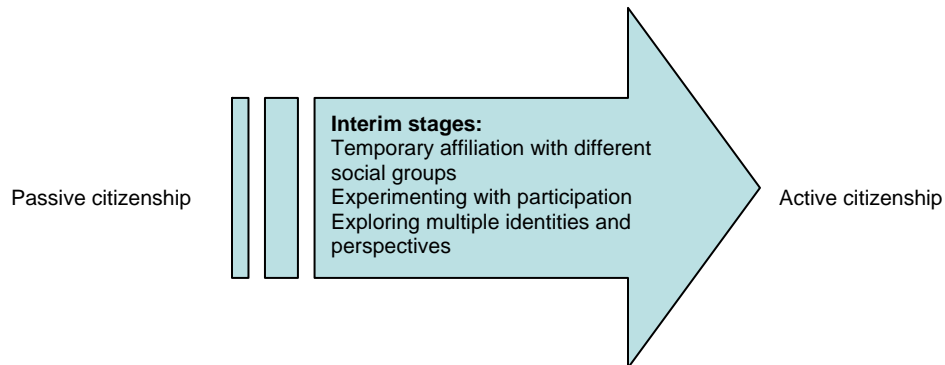 Passive citizenship
Interim stages:
Temporary affiliation with different
social groups
Experimenting with participation
Exploring multiple identities and
perspectives
Active citizenship